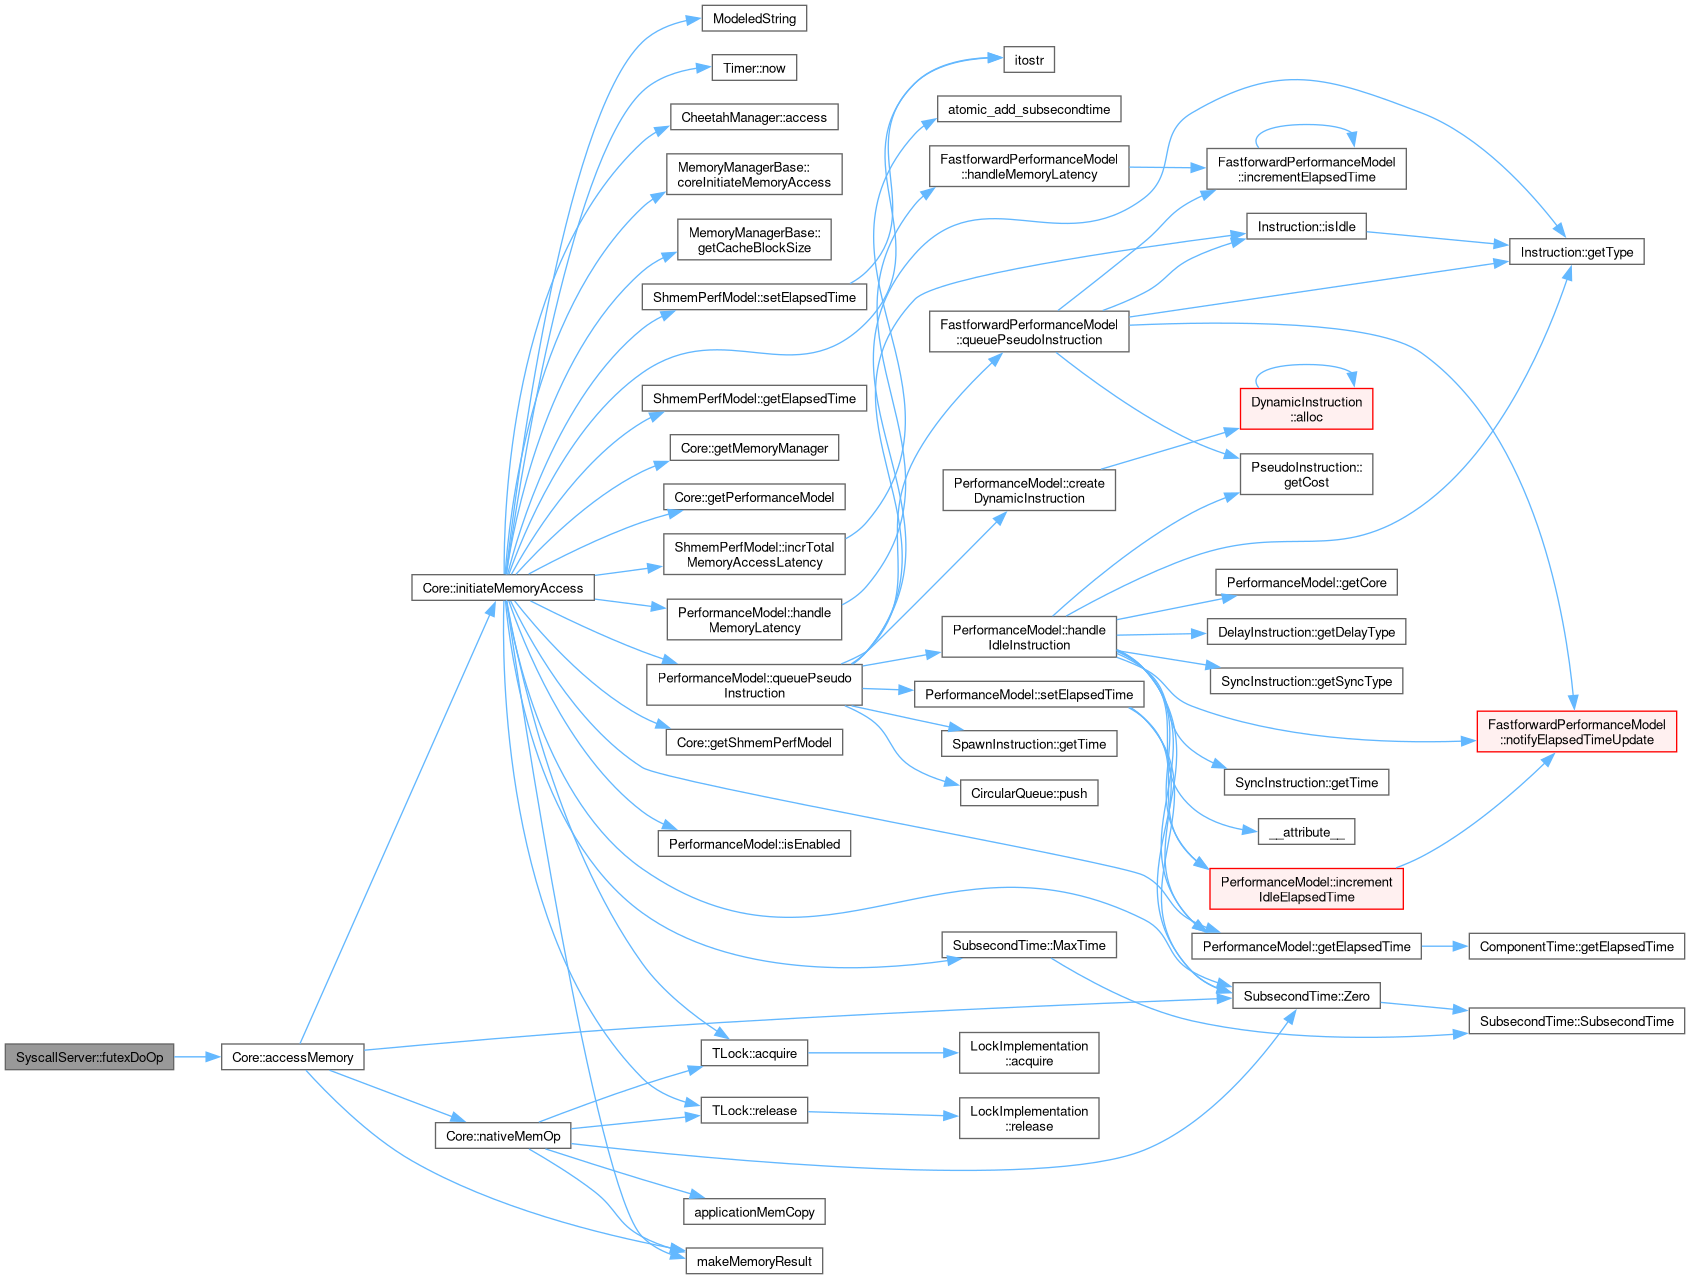 SyscallServer::futexDoOp
Core::accessMemory
Core::initiateMemoryAccess
Core::nativeMemOp
ModeledString
Timer::now
CheetahManager::access
MemoryManagerBase::
coreInitiateMemoryAccess
MemoryManagerBase::
getCacheBlockSize
ShmemPerfModel::setElapsedTime
ShmemPerfModel::getElapsedTime
Core::getMemoryManager
Core::getPerformanceModel
ShmemPerfModel::incrTotal
MemoryAccessLatency
PerformanceModel::handle
MemoryLatency
PerformanceModel::queuePseudo
Instruction
Core::getShmemPerfModel
PerformanceModel::isEnabled
TLock::acquire
TLock::release
applicationMemCopy
makeMemoryResult
itostr
atomic_add_subsecondtime
FastforwardPerformanceModel
::handleMemoryLatency
FastforwardPerformanceModel
::queuePseudoInstruction
PerformanceModel::create
DynamicInstruction
PerformanceModel::handle
IdleInstruction
PerformanceModel::setElapsedTime
SpawnInstruction::getTime
CircularQueue::push
SubsecondTime::MaxTime
LockImplementation
::acquire
LockImplementation
::release
FastforwardPerformanceModel
::incrementElapsedTime
Instruction::isIdle
DynamicInstruction
::alloc
PseudoInstruction::
getCost
PerformanceModel::getCore
DelayInstruction::getDelayType
SyncInstruction::getSyncType
SyncInstruction::getTime
__attribute__
PerformanceModel::increment
IdleElapsedTime
PerformanceModel::getElapsedTime
SubsecondTime::Zero
Instruction::getType
FastforwardPerformanceModel
::notifyElapsedTimeUpdate
ComponentTime::getElapsedTime
SubsecondTime::SubsecondTime